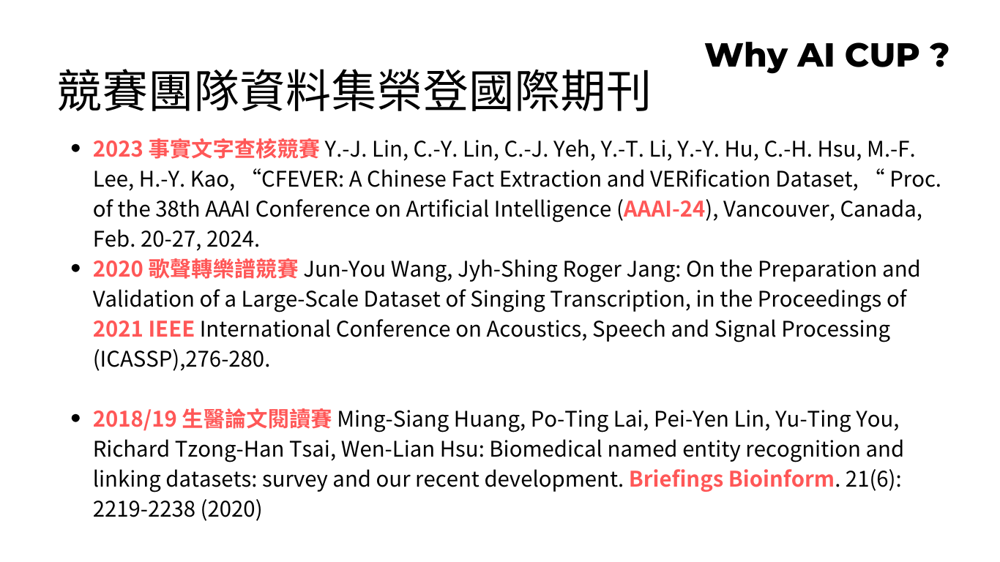 Why AI CUP ?
競賽團隊資料集榮登國際期刊
• 2023 事實文字查核競賽 Y.-J. Lin, C.-Y. Lin, C.-J. Yeh, Y.-T. Li, Y.-Y. Hu, C.-H. Hsu, M.-F.
Lee, H.-Y. Kao, “CFEVER: A Chinese Fact Extraction and VERification Dataset, “ Proc.
of the 38th AAAI Conference on Artificial Intelligence (AAAI-24), Vancouver, Canada,
Feb. 20-27, 2024.
• 2020 歌聲轉樂譜競賽 Jun-You Wang, Jyh-Shing Roger Jang: On the Preparation and
Validation of a Large-Scale Dataset of Singing Transcription, in the Proceedings of
2021 IEEE International Conference on Acoustics, Speech and Signal Processing
(ICASSP),276-280.
• 2018/19 生醫論文閱讀賽 Ming-Siang Huang, Po-Ting Lai, Pei-Yen Lin, Yu-Ting You,
Richard Tzong-Han Tsai, Wen-Lian Hsu: Biomedical named entity recognition and
linking datasets: survey and our recent development. Briefings Bioinform. 21(6):
2219-2238 (2020)